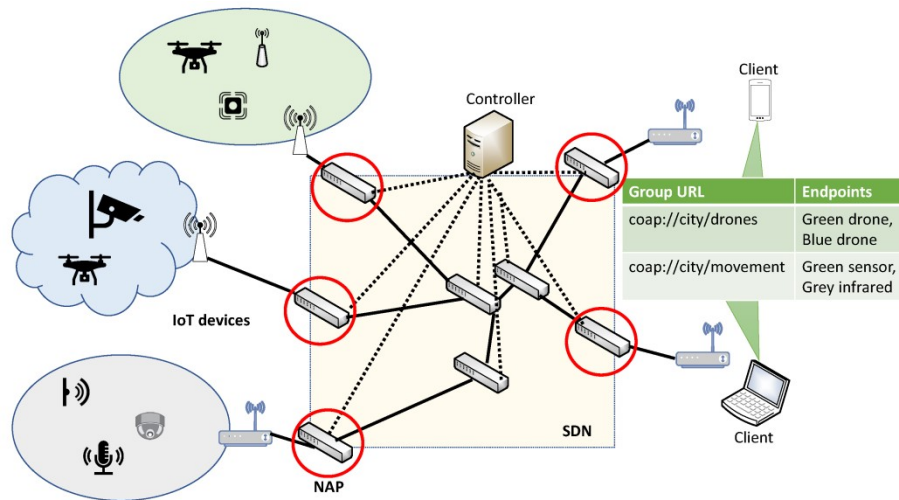 Client
Controller
Group URL
Endpoints
coap://city/drones
Green drone,
Blue drone
coap://city/movement
Green sensor,
Grey infrared
IoT devices
SDN
NAP
Client